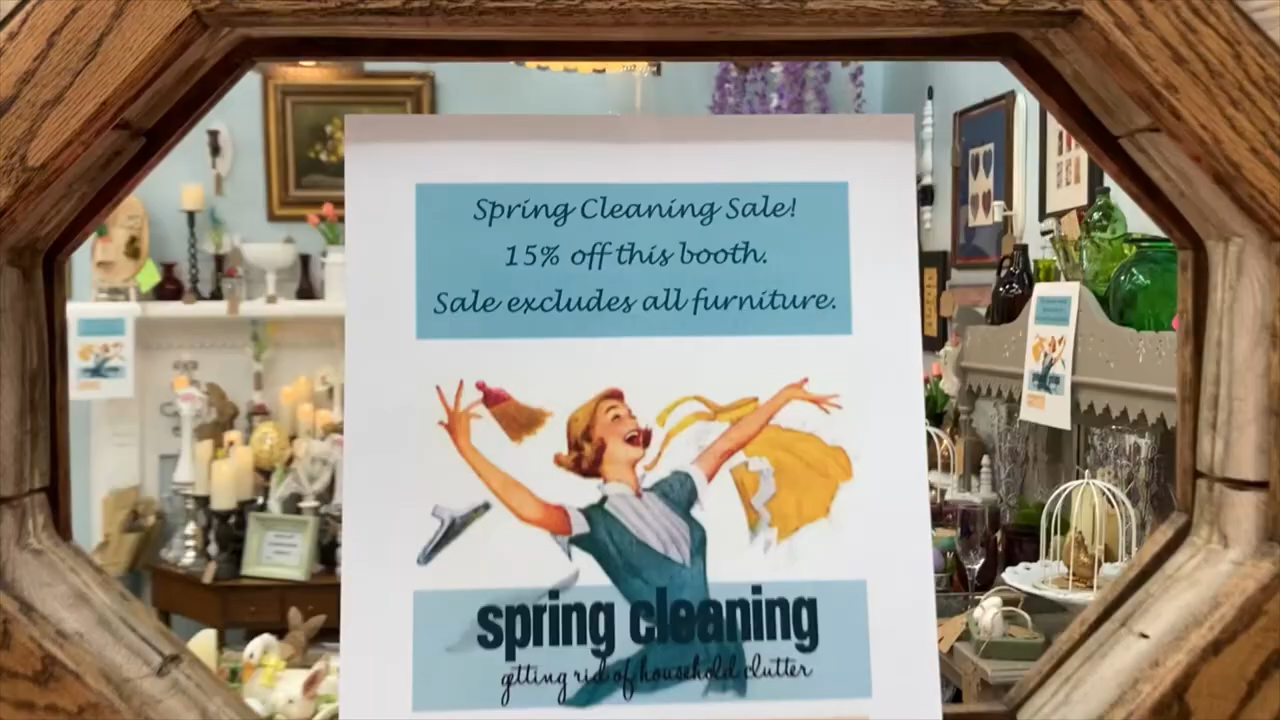 Spring Cleaning Sale!
15% off this booth.
Sale excludes all furniture.
spring cleaning
getting rid of household clutter